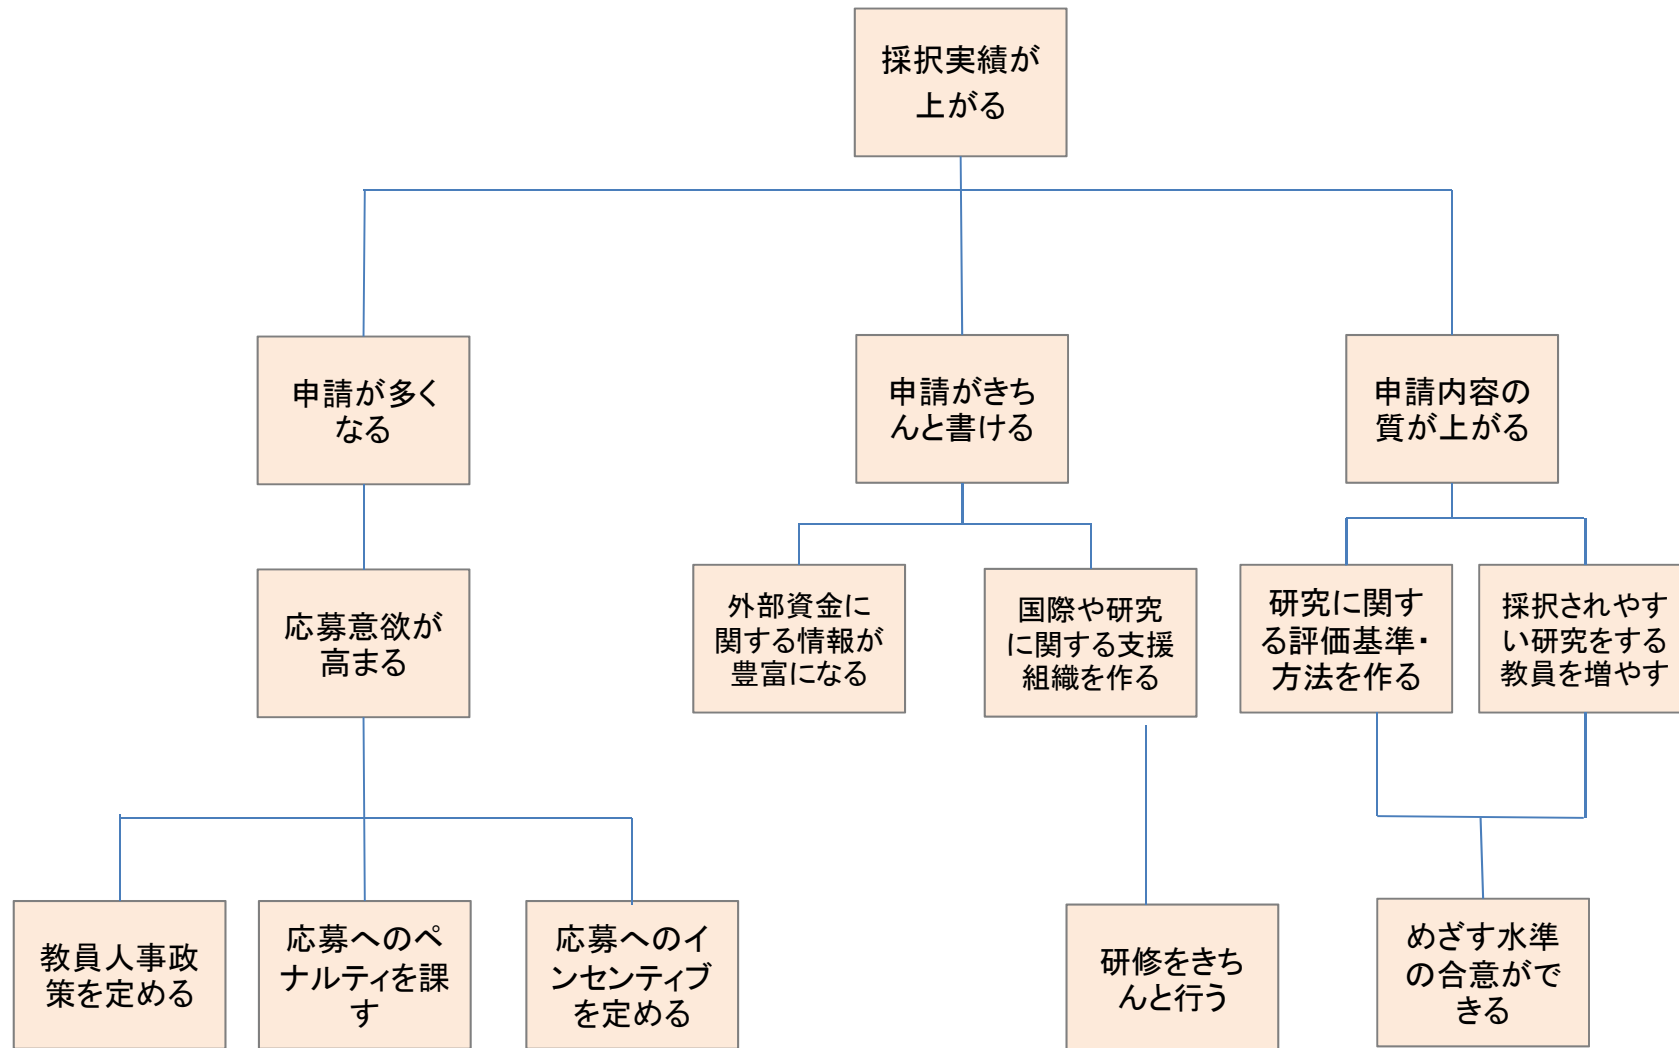 採択実績が
上がる
申請が多く
なる
申請がきち
んと書ける
申請内容の
質が上がる
応募意欲が
高まる
外部資金に
関する情報が
豊富になる
国際や研究
に関する支援
組織を作る
研究に関す
る評価基準・
方法を作る
採択されやす
い研究をする
教員を増やす
教員人事政
策を定める
応募へのペ
ナルティを課
す
応募へのイ
ンセンティブ
を定める
研修をきち
んと行う
めざす水準
の合意がで
きる